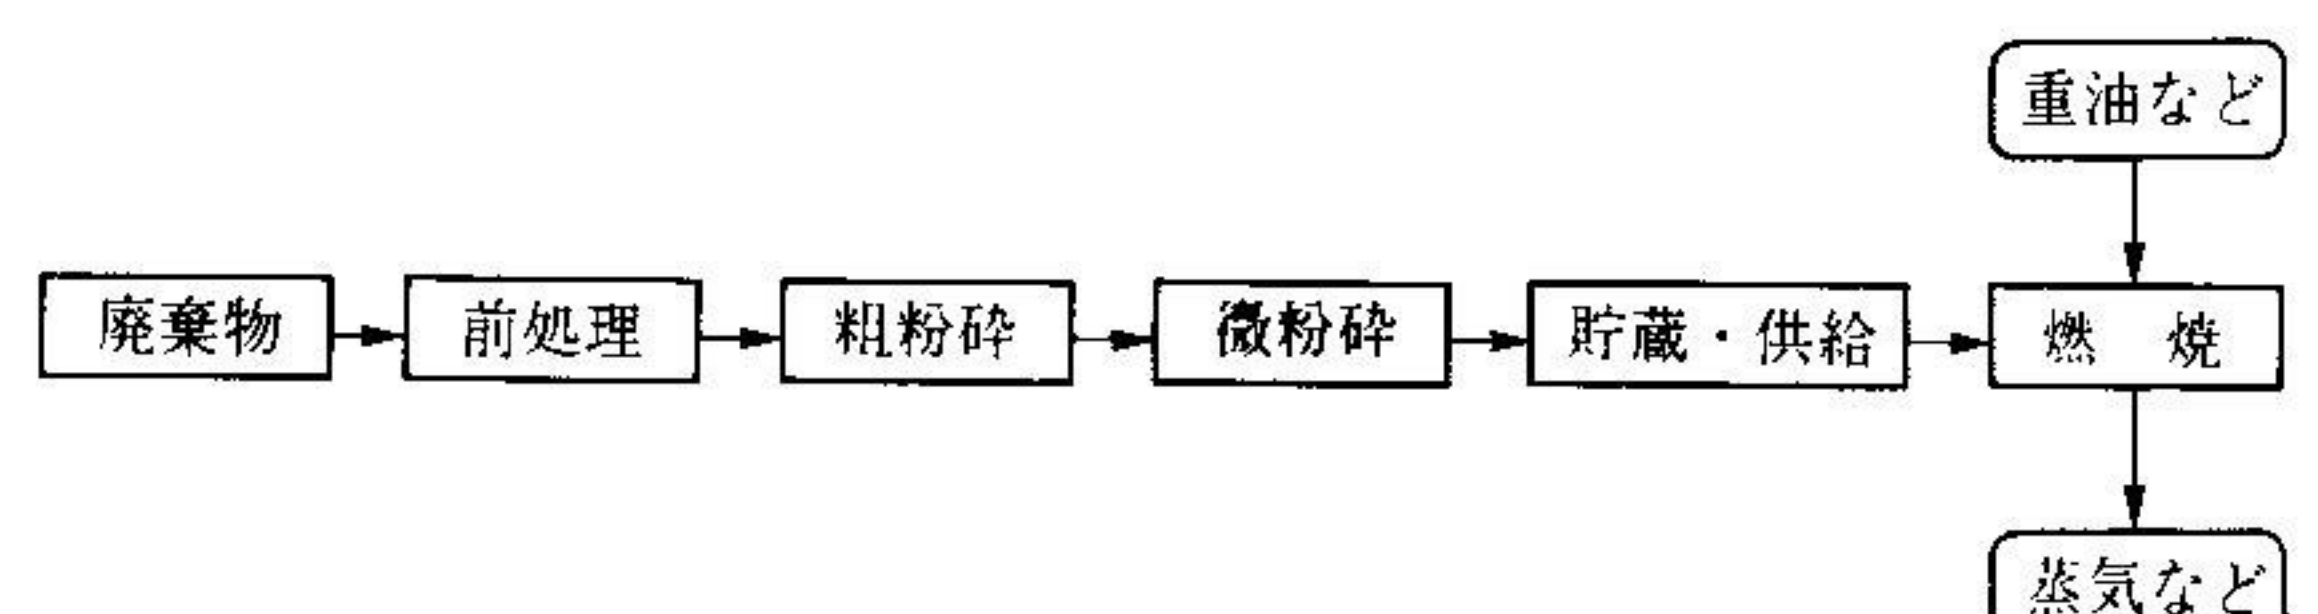 重油など
廃棄物
前処理
粗粉砕
微粉砕
貯蔵・供給
燃 焼
蒸気など